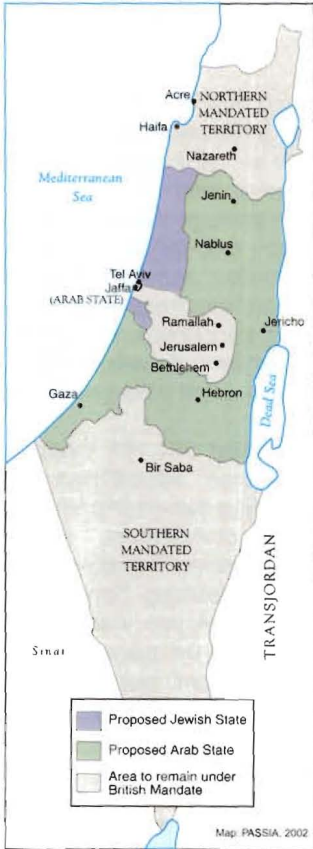 Acre
NORTHERN
MANDATED
TERRITORY
Haifa
Nazareth
Mediterranean
Sea
Jenin
Nablus
Tel Aviv
Jaffa
(ARAB STATE)
Ramallah
Jericho
Jerusalem
Bethlehem
Gaza
Hebron
Dead Sea
Bir Saba
SOUTHERN
MANDATED
TERRITORY
TRANSJORDAN
Sinai
Proposed Jewish State
Proposed Arab State
Area to remain under
British Mandate
Map: PASSIA, 2002